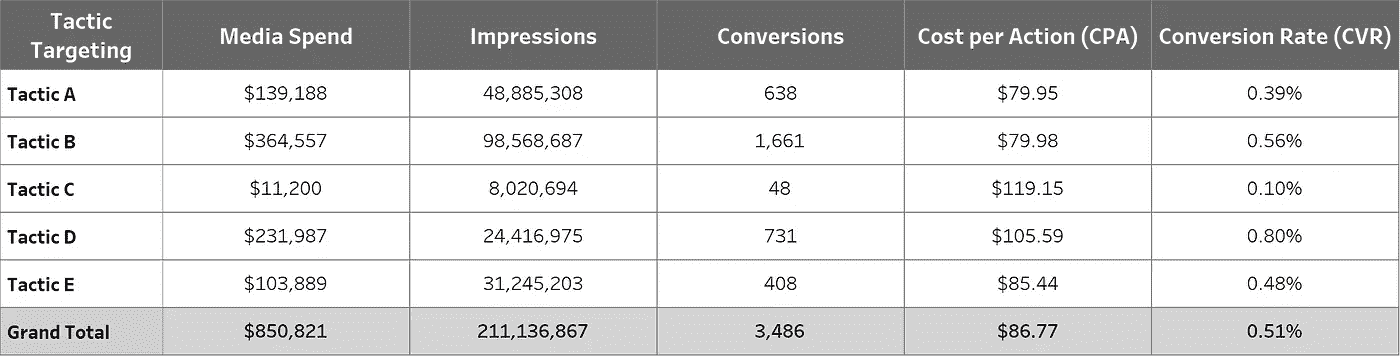 Tactic Targeting Media Spend Impressions Conversions Cost per Action (CPA) Conversion Rate (CVR)
Tactic A $139,188 48,885,308 638 $79.95 0.39%
Tactic B $364,557 98,568,687 1,661 $79.98 0.56%
Tactic C $11,200 8,020,694 48 $119.15 0.10%
Tactic D $231,987 24,416,975 731 $105.59 0.80%
Tactic E $103,889 31,245,203 408 $85.44 0.48%
Grand Total $850,821 211,136,867 3,486 $86.77 0.51%